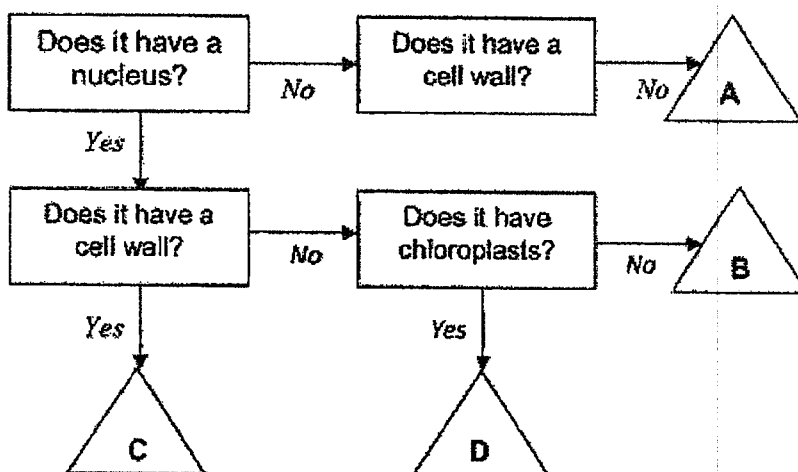 Does it have a
nucleus?
No
Does it have a
cell wall?
No
A
Yes
Does it have a
cell wall?
No
Does it have
chloroplasts?
No
B
Yes
Yes
C
D